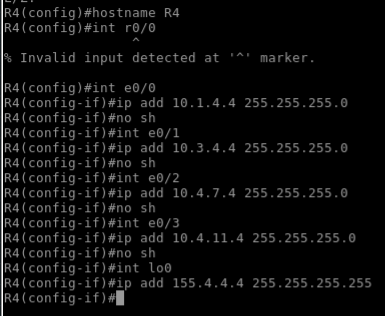 R4(config)#hostname R4
R4(config)#int r0/0
^
% Invalid input detected at '^' marker.
R4(config)#int e0/0
R4(config-if)#ip add 10.1.4.4 255.255.255.0
R4(config-if)#no sh
R4(config-if)#int e0/1
R4(config-if)#ip add 10.3.4.4 255.255.255.0
R4(config-if)#no sh
R4(config-if)#int e0/2
R4(config-if)#ip add 10.4.7.4 255.255.255.0
R4(config-if)#no sh
R4(config-if)#int e0/3
R4(config-if)#ip add 10.4.11.4 255.255.255.0
R4(config-if)#no sh
R4(config-if)#int lo0
R4(config-if)#ip add 155.4.4.4 255.255.255.255
R4(config-if)#